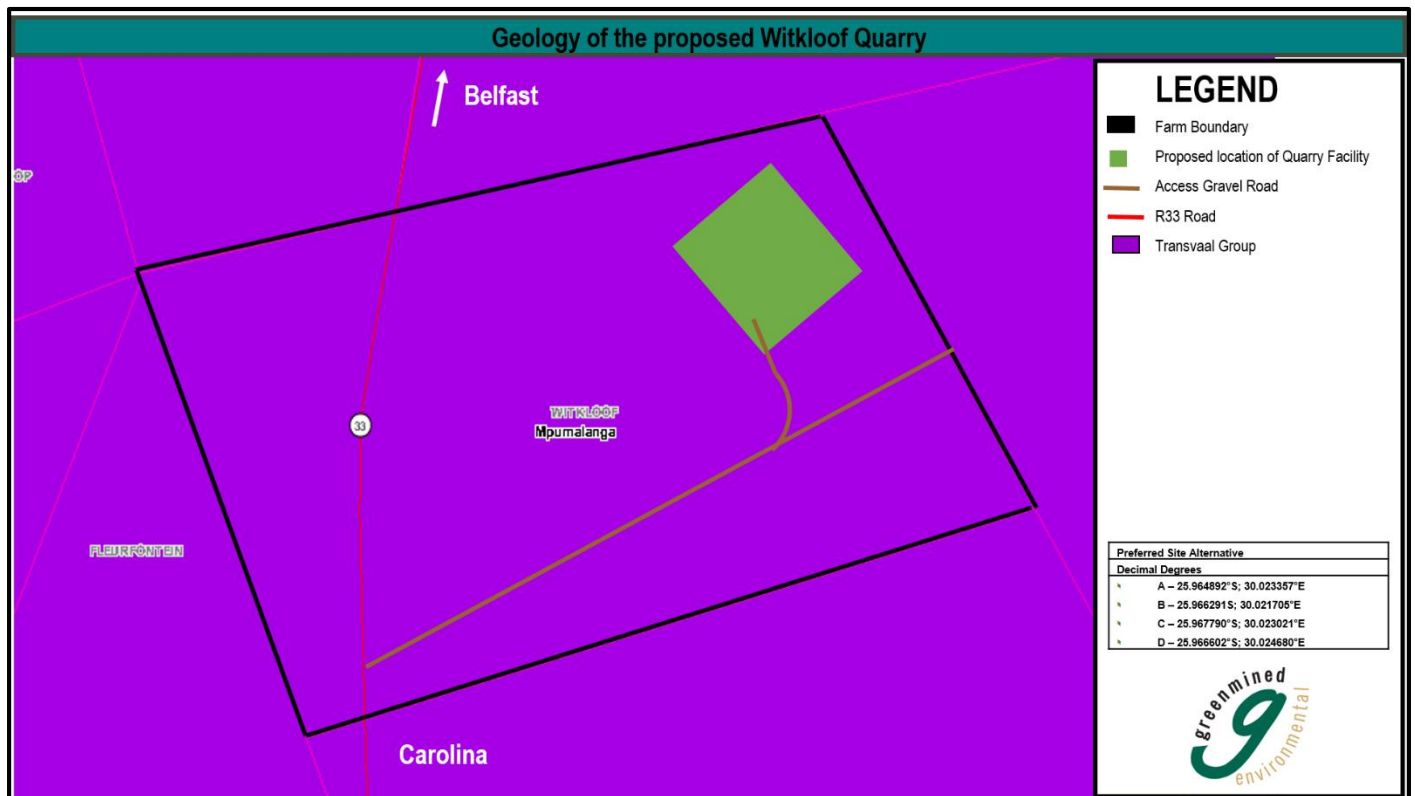 Geology of the proposed Witkloof Quarry
Belfast
OP
33
WITKLOOF
Mpumalanga
FLEURFONTEIN
Carolina
LEGEND
Farm Boundary
Proposed location of Quarry Facility
Access Gravel Road
R33 Road
Transvaal Group
Preferred Site Alternative
Decimal Degrees
A – 25.964892°S; 30.023357°E
B – 25.966291S; 30.021705°E
C – 25.967790°S; 30.023021°E
D – 25.966602°S; 30.024680°E
greenmined
g
environmental